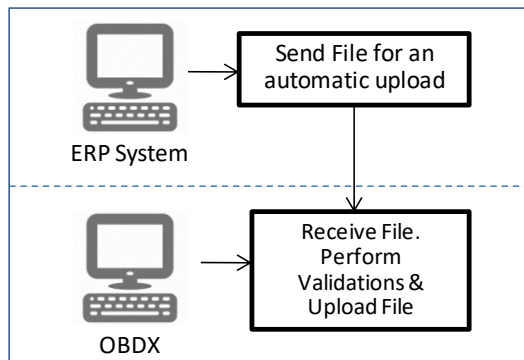 Send File for an
automatic upload
ERP System
Receive File.
Perform
Validations &
Upload File
OBDX